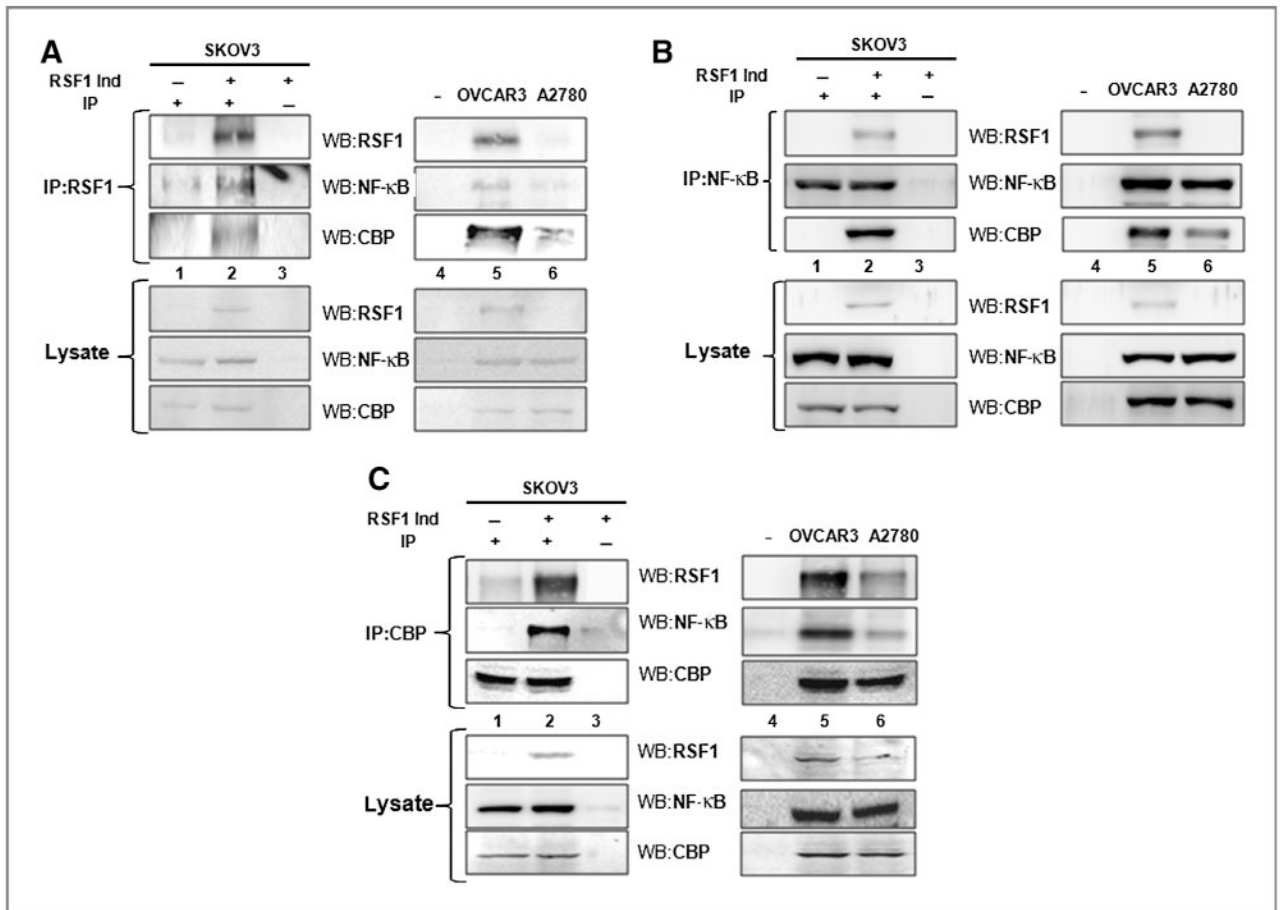 A
SKOV3
RSF1 Ind – + +
IP + + –
- OVCAR3 A2780
IP:RSF1
WB:RSF1
WB:NF-κB
WB:CBP
1 2 3 4 5 6
Lysate
WB:RSF1
WB:NF-κB
WB:CBP
B
SKOV3
RSF1 Ind – + +
IP + + –
- OVCAR3 A2780
IP:NF-κB
WB:RSF1
WB:NF-κB
WB:CBP
1 2 3 4 5 6
Lysate
WB:RSF1
WB:NF-κB
WB:CBP
C
SKOV3
RSF1 Ind – + +
IP + + –
- OVCAR3 A2780
IP:CBP
WB:RSF1
WB:NF-κB
WB:CBP
1 2 3 4 5 6
Lysate
WB:RSF1
WB:NF-κB
WB:CBP